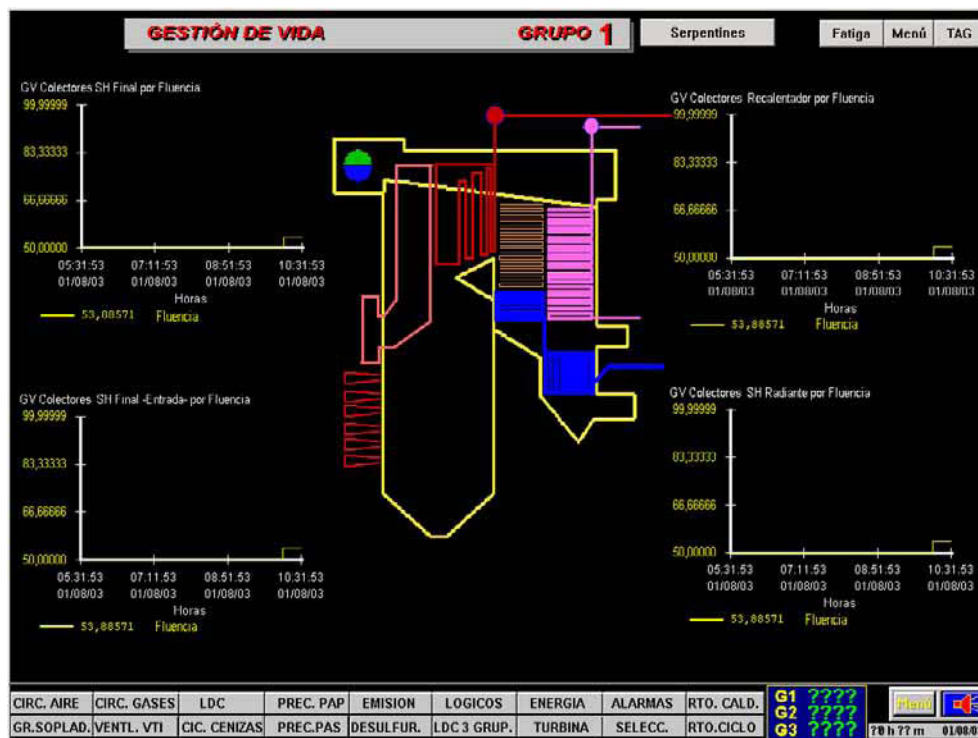 GESTIÓN DE VIDA GRUPO 1 Serpentines Fatiga Menú TAG
GV Colectores SH Final por Fluencia
99,99999
83,33333
66,66666
50,00000
05:31:53 07:11:53 08:51:53 10:31:53
01/08/03 01/08/03 01/08/03 01/08/03
Horas
53,88571 Fluencia
GV Colectores Recalentador por Fluencia
99,99999
83,33333
66,66666
50,00000
05:31:53 07:11:53 08:51:53 10:31:53
01/08/03 01/08/03 01/08/03 01/08/03
Horas
53,88571 Fluencia
GV Colectores SH Final -Entrada- por Fluencia
99,99999
83,33333
66,66666
50,00000
05:31:53 07:11:53 08:51:53 10:31:53
01/08/03 01/08/03 01/08/03 01/08/03
Horas
53,88571 Fluencia
GV Colectores SH Radiante por Fluencia
99,99999
83,33333
66,66666
50,00000
05:31:53 07:11:53 08:51:53 10:31:53
01/08/03 01/08/03 01/08/03 01/08/03
Horas
53,88571 Fluencia
CIRC. AIRE CIRC. GASES LDC PREC. PAP EMISION LOGICOS ENERGIA ALARMAS RTO. CALD.
GR.SOPLAD. VENTL. VTI CIC. CENIZAS PREC.PAS DESULFUR. LDC 3 GRUP. TURBINA SELECC. RTO.CICLO
G1 ????
G2 ????
G3 ????
Menú
?0 h ?? m 01/08